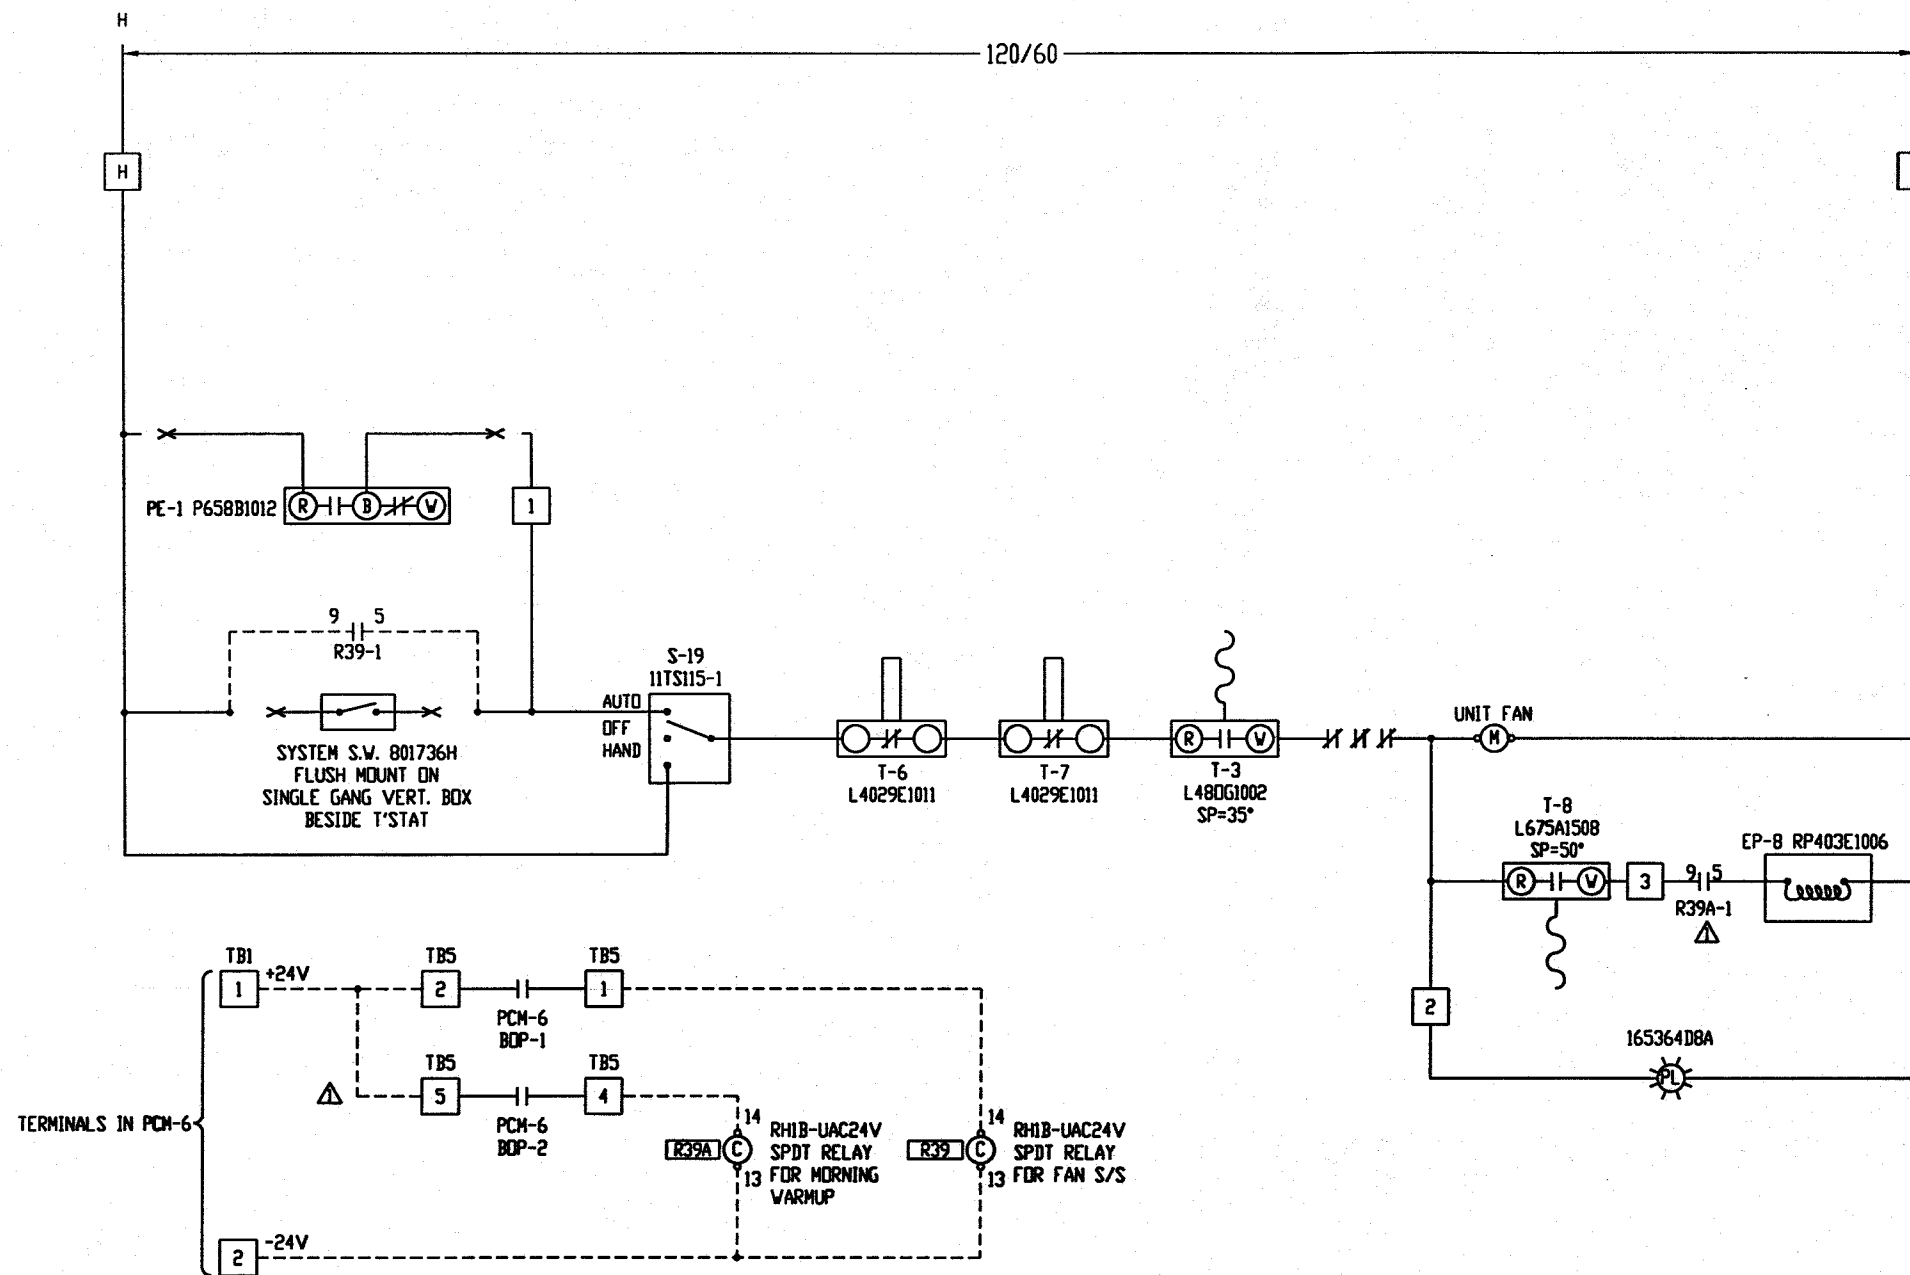 H
120/60
H
PE-1 P658B1012
R
B
W
1
9 5
R39-1
S-19
11TS115-1
AUTO
OFF
HAND
SYSTEM S.W. 801736H
FLUSH MOUNT ON
SINGLE GANG VERT. BOX
BESIDE T'STAT
T-6
L4029E1011
T-7
L4029E1011
R
W
T-3
L480G1002
SP=35°
UNIT FAN
M
T-8
L675A1508
SP=50°
R
W
3
9 5
R39A-1
1
EP-8 RP403E1006
2
165364D8A
PL
TERMINALS IN PCM-6
TB1
1
+24V
TB5
2
PCM-6
BOP-1
TB5
1
1
TB5
5
PCM-6
BOP-2
TB5
4
R39A
C
14
13
RH1B-UAC24V
SPDT RELAY
FOR MORNING
WARMUP
R39
C
14
13
RH1B-UAC24V
SPDT RELAY
FOR FAN S/S
2
-24V